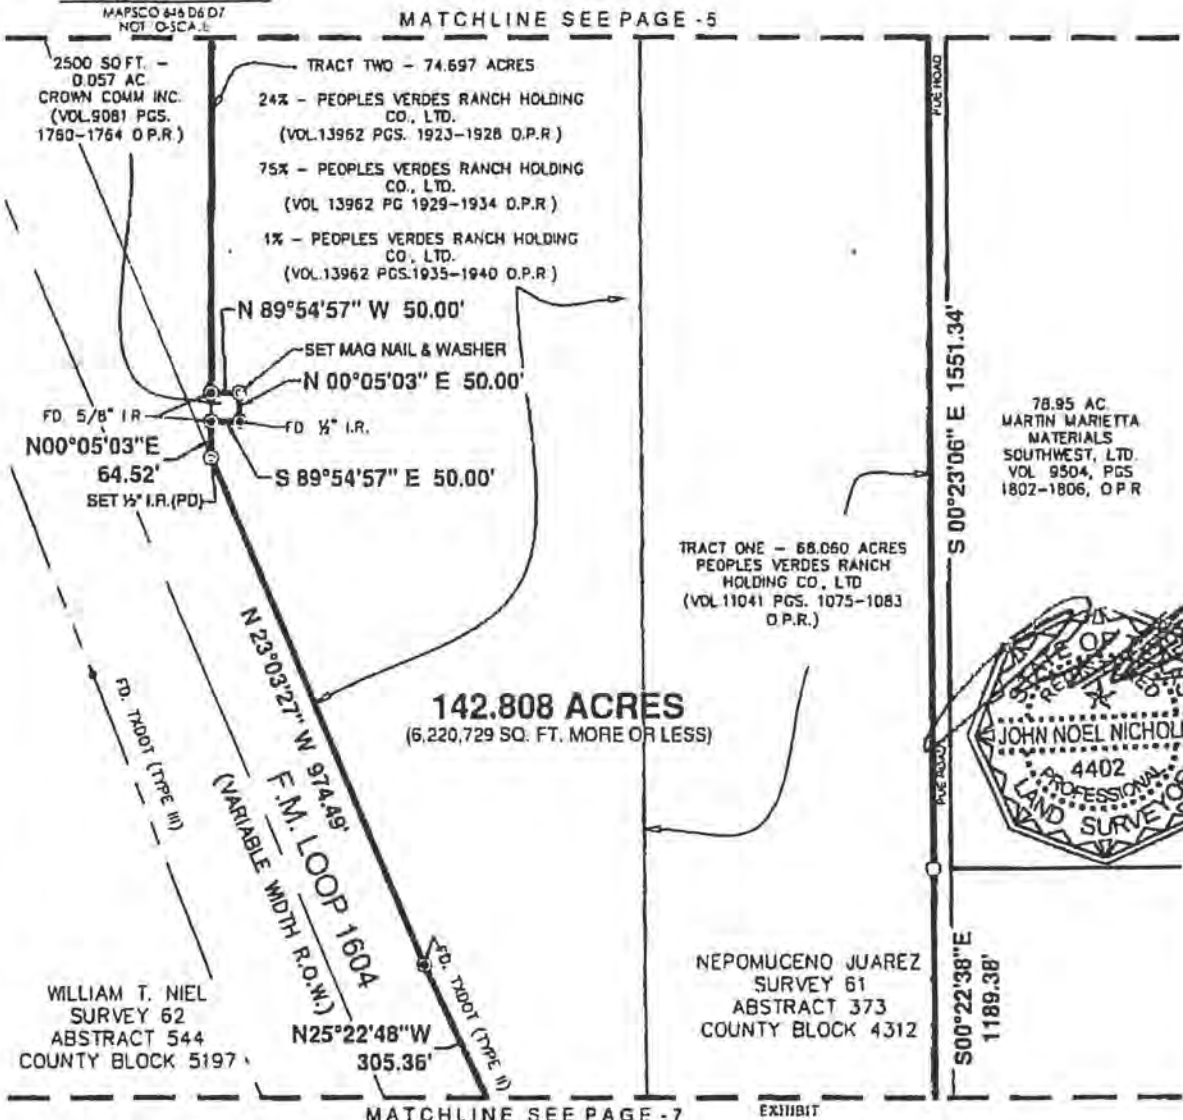 MAPSCO 646 D6 D7
MATCHLINE SEE PAGE -5
2500 SQ FT. -
0.057 AC
CROWN COMM INC.
(VOL.9081 PGS.
1760-1764 O.P.R)
TRACT TWO - 74.697 ACRES
24% - PEOPLES VERDES RANCH HOLDING
CO., LTD.
(VOL.13962 PGS. 1923-1928 O.P.R)
75% - PEOPLES VERDES RANCH HOLDING
CO., LTD.
(VOL 13962 PG 1929-1934 O.P.R)
1% - PEOPLES VERDES RANCH HOLDING
CO, LTD.
(VOL.13962 PGS.1935-1940 O.P.R)
N 89°54'57" W 50.00'
SET MAG NAIL & WASHER
N 00°05'03" E 50.00'
FD. 5/8" I R
FD ½" I.R.
N00°05'03"E
64.52'
S 89°54'57" E 50.00'
SET ½" I.R.(PD)
S 00°23'06" E 1551.34'
78.95 AC.
MARTIN MARIETTA
MATERIALS
SOUTHWEST, LTD.
VOL 9504, PGS
1802-1806, O P R
TRACT ONE - 68.060 ACRES
PEOPLES VERDES RANCH
HOLDING CO, LTD
(VOL 11041 PGS. 1075-1083
O.P.R.)
N 23°03'27" W 974.49'
142.808 ACRES
(6,220,729 SQ. FT. MORE OR LESS)
FD. TXDOT (TYPE III)
F.M. LOOP 1604
(VARIABLE WIDTH R.O.W.)
STATE OF
JOHN NOEL NICHOL
4402
PROFESSIONAL
LAND SURVEYOR
FD. TXDOT (TYPE II)
N25°22'48"W
305.36'
WILLIAM T. NIEL
SURVEY 62
ABSTRACT 544
COUNTY BLOCK 5197
NEPOMUCENO JUAREZ
SURVEY 61
ABSTRACT 373
COUNTY BLOCK 4312
S00°22'38"E
1189.38'
MATCHLINE SEE PAGE -7
EXHIBIT